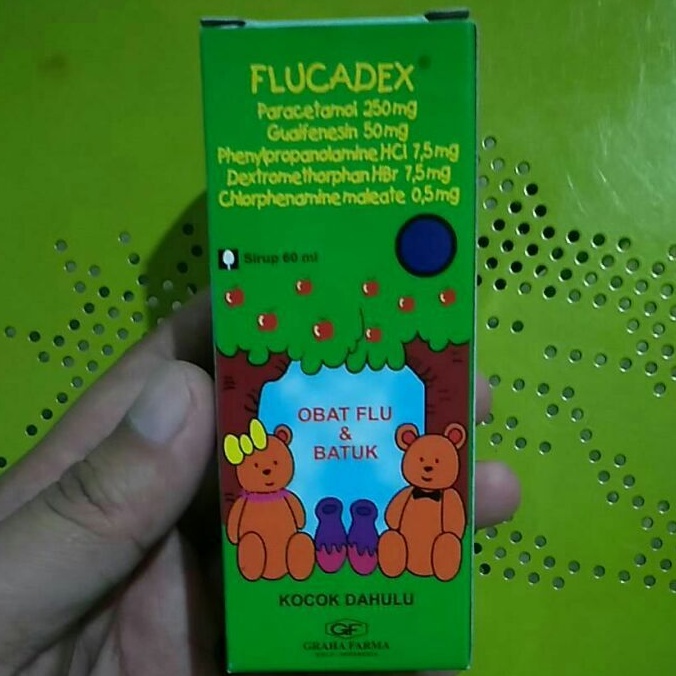 FLUCADEX®
Paracetamol 250mg
Guaifenesin 50mg
Phenylpropanolamine HCl 7,5mg
Dextromethorphan HBr 7,5mg
Chlorphenamine maleate 0,5mg
Sirup 60 ml
OBAT FLU
&
BATUK
KOCOK DAHULU
GF
GRAHA FARMA